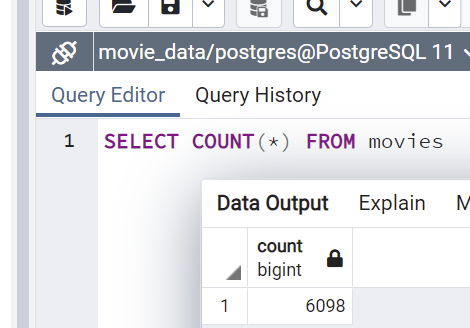 movie_data/postgres@PostgreSQL 11
Query Editor Query History
1 SELECT COUNT(*) FROM movies
Data Output Explain M
count
bigint
1 6098